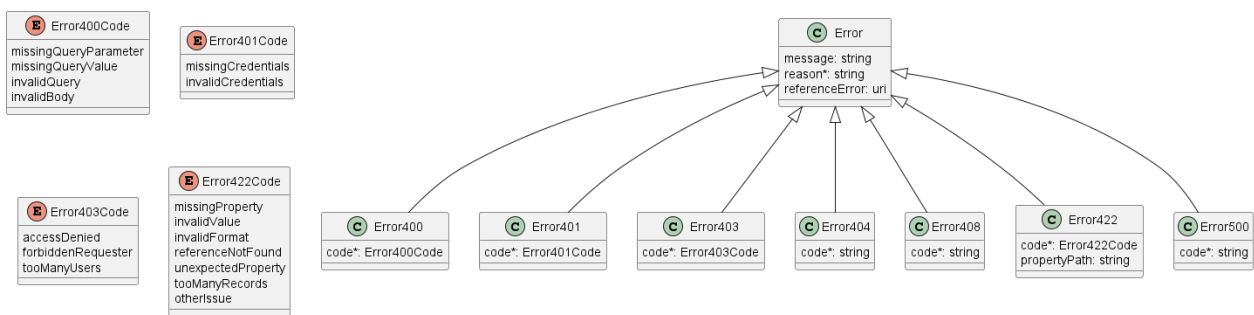 E Error400Code
missingQueryParameter
missingQueryValue
invalidQuery
invalidBody
E Error401Code
missingCredentials
invalidCredentials
C Error
message: string
reason*: string
referenceError: uri
E Error403Code
accessDenied
forbiddenRequester
tooManyUsers
E Error422Code
missingProperty
invalidValue
invalidFormat
referenceNotFound
unexpectedProperty
tooManyRecords
otherIssue
C Error400
code*: Error400Code
C Error401
code*: Error401Code
C Error403
code*: Error403Code
C Error404
code*: string
C Error408
code*: string
C Error422
code*: Error422Code
propertyPath: string
C Error500
code*: string